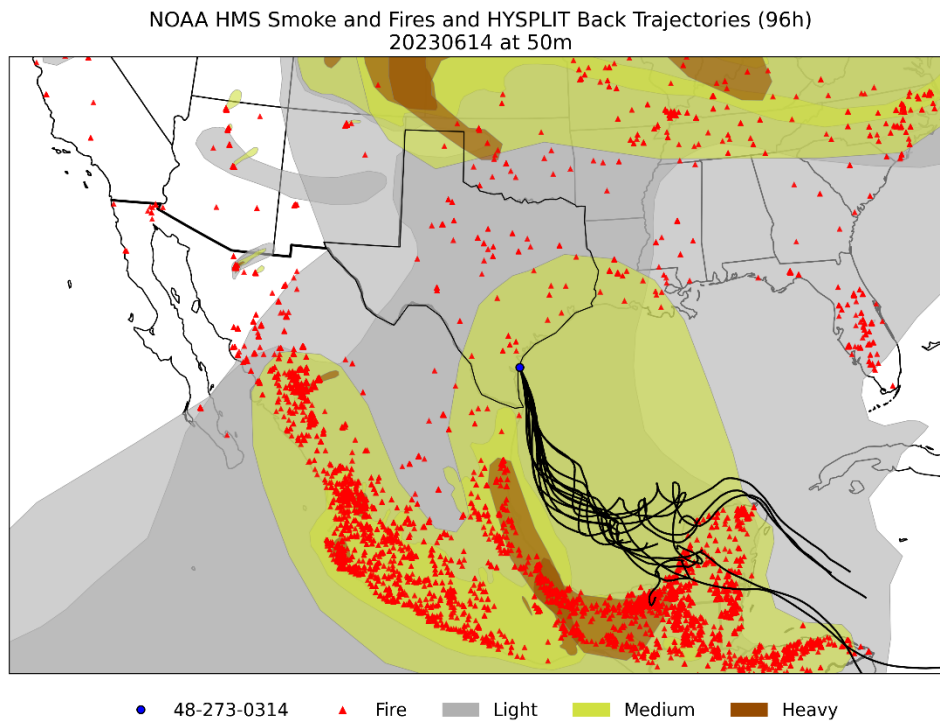 NOAA HMS Smoke and Fires and HYSPLIT Back Trajectories (96h)
20230614 at 50m
48-273-0314 Fire Light Medium Heavy